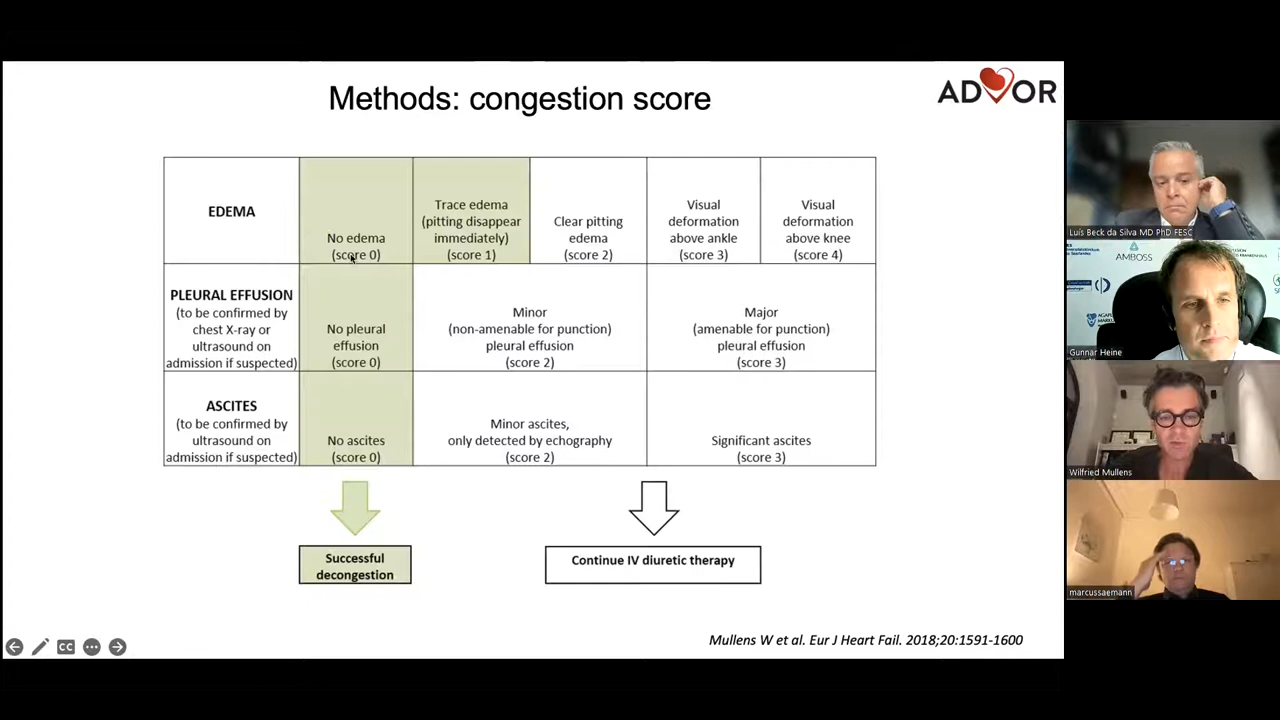 Methods: congestion score
ADVOR
EDEMA
No edema
(score 0)
Trace edema
(pitting disappear
immediately)
(score 1)
Clear pitting
edema
(score 2)
Visual
deformation
above ankle
(score 3)
Visual
deformation
above knee
(score 4)
PLEURAL EFFUSION
(to be confirmed by
chest X-ray or
ultrasound on
admission if suspected)
No pleural
effusion
(score 0)
Minor
(non-amenable for punction)
pleural effusion
(score 2)
Major
(amenable for punction)
pleural effusion
(score 3)
ASCITES
(to be confirmed by
ultrasound on
admission if suspected)
No ascites
(score 0)
Minor ascites,
only detected by echography
(score 2)
Significant ascites
(score 3)
Successful
decongestion
Continue IV diuretic therapy
Mullens W et al. Eur J Heart Fail. 2018;20:1591-1600
CC
Luís Beck da Silva MD PhD FESC
AMBOSS
Gunnar Heine
Wilfried Mullens
marcussaemann